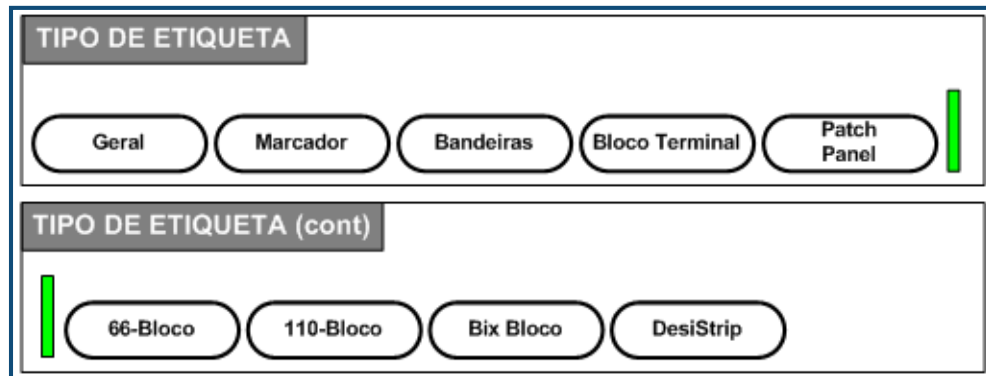 TIPO DE ETIQUETA
Geral
Marcador
Bandeiras
Bloco Terminal
Patch
Panel
TIPO DE ETIQUETA (cont)
66-Bloco
110-Bloco
Bix Bloco
DesiStrip